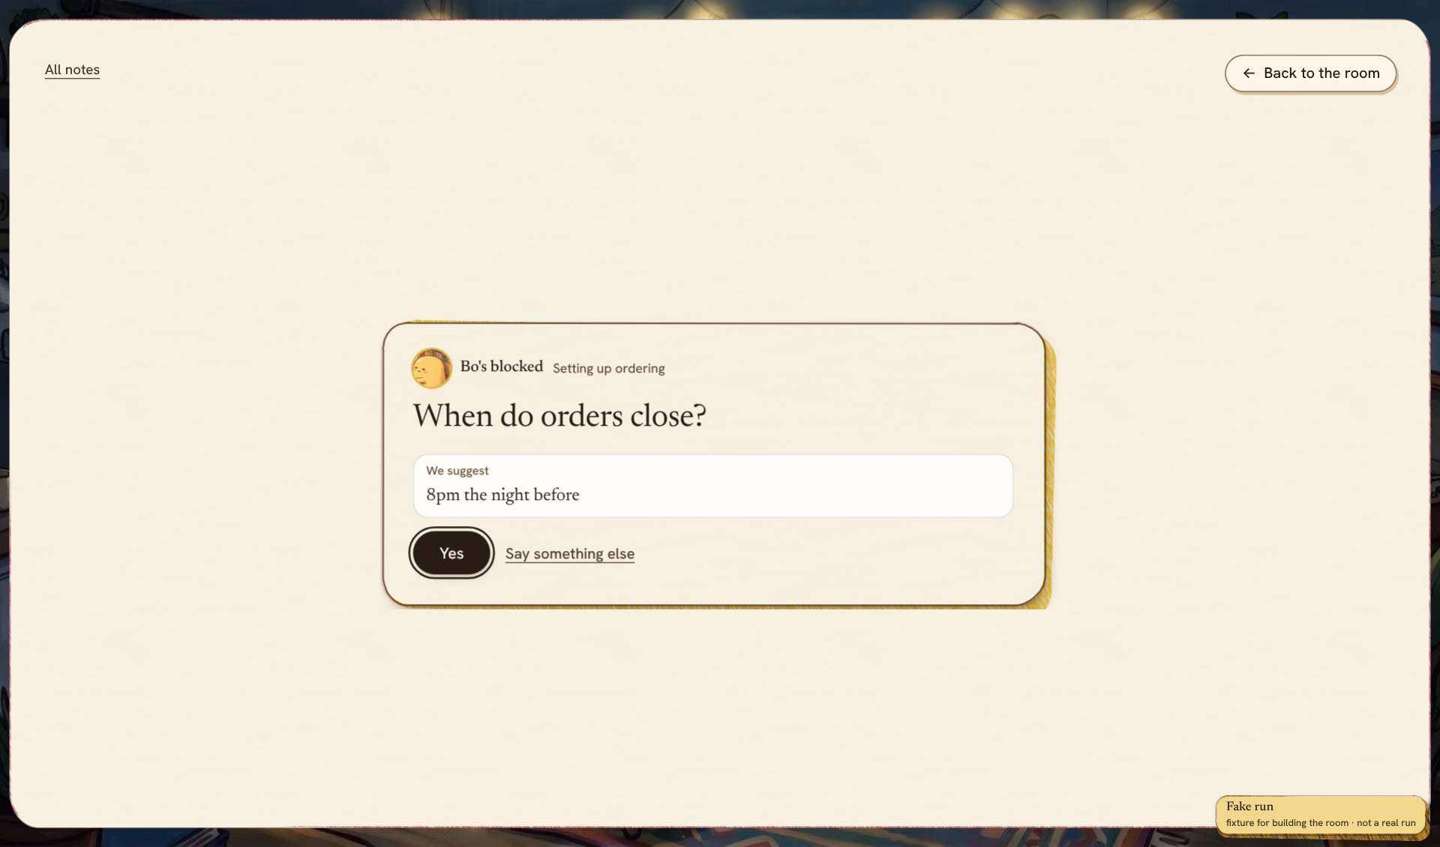 All notes
← Back to the room
Bo's blocked Setting up ordering
When do orders close?
We suggest
8pm the night before
Yes Say something else
Fake run
fixture for building the room · not a real run